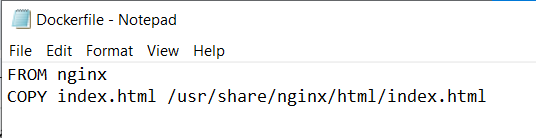 Dockerfile - Notepad
File Edit Format View Help
FROM nginx
COPY index.html /usr/share/nginx/html/index.html